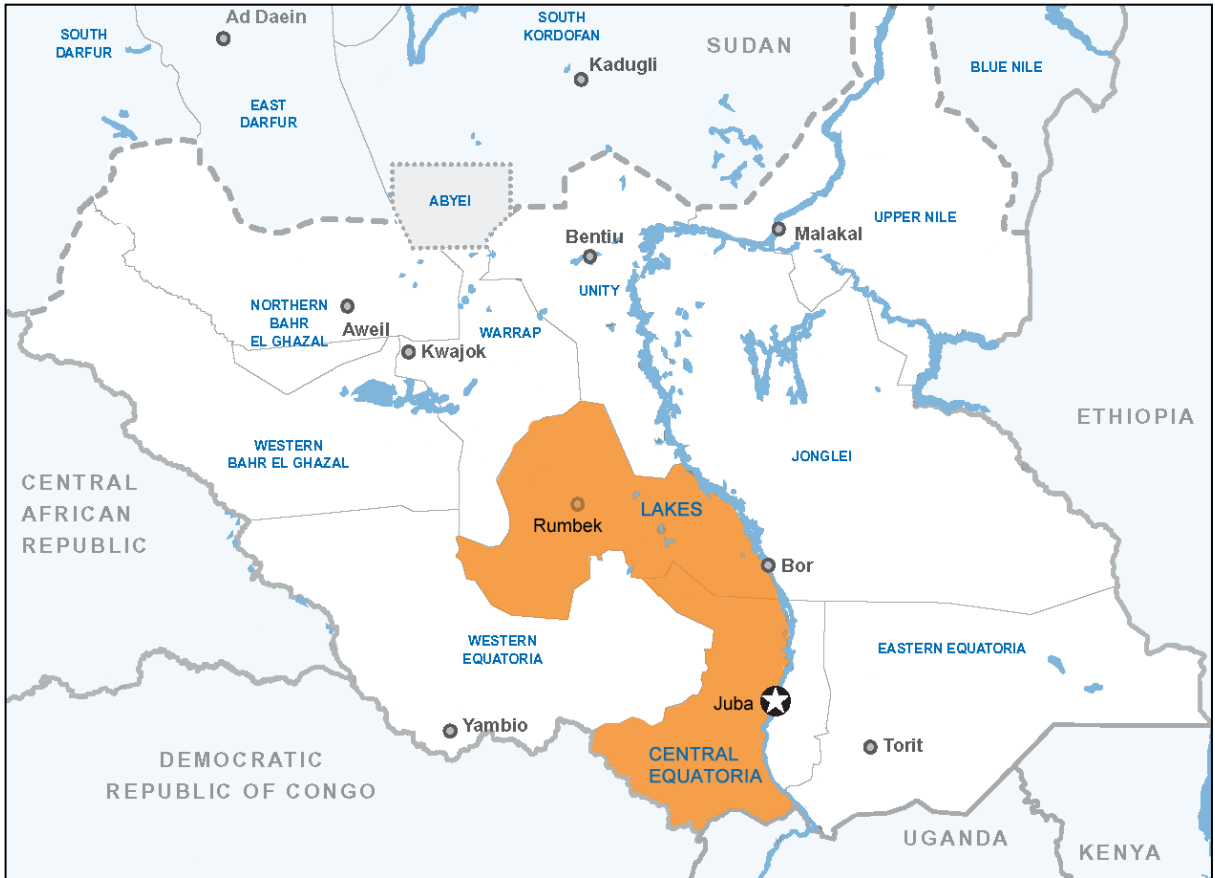 Ad Daein
SOUTH
DARFUR
SOUTH
KORDOFAN
SUDAN
Kadugli
BLUE NILE
EAST
DARFUR
ABYEI
UPPER NILE
Malakal
Bentiu
UNITY
NORTHERN
BAHR
EL GHAZAL
Aweil
WARRAP
Kwajok
ETHIOPIA
WESTERN
BAHR EL GHAZAL
JONGLEI
CENTRAL
AFRICAN
REPUBLIC
LAKES
Rumbek
Bor
WESTERN
EQUATORIA
EASTERN EQUATORIA
Juba
Yambio
Torit
CENTRAL
EQUATORIA
DEMOCRATIC
REPUBLIC OF CONGO
UGANDA
KENYA